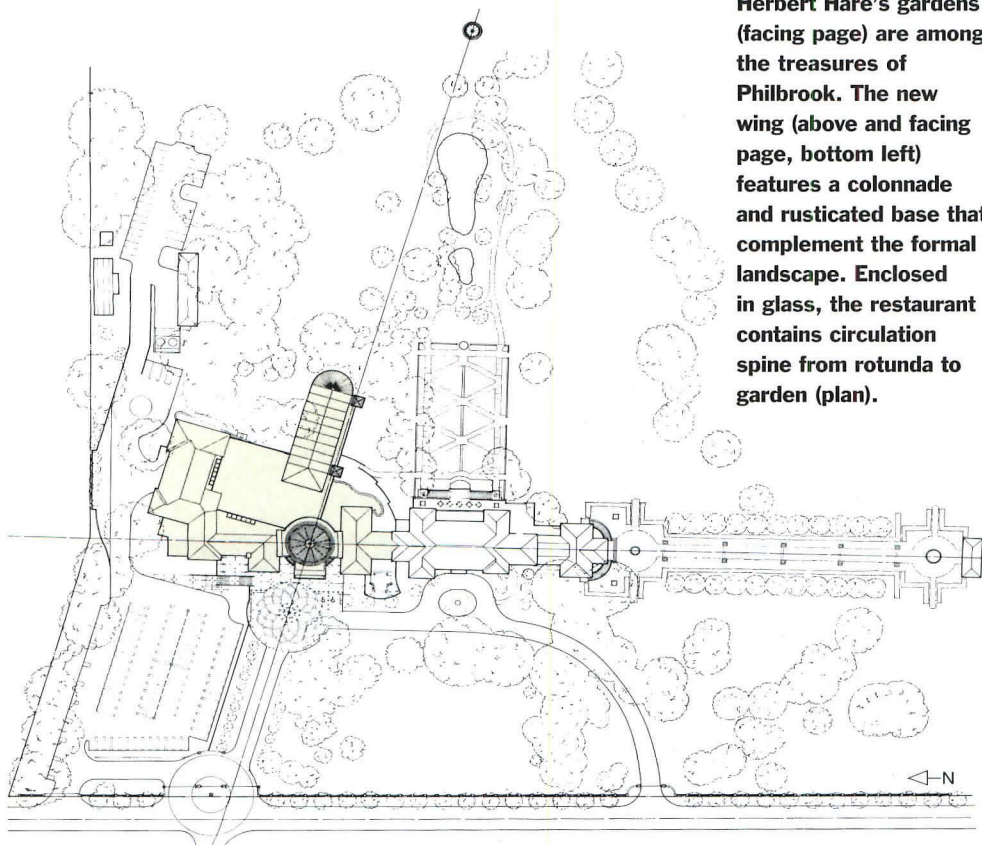 Herbert Hare's gardens
(facing page) are among
the treasures of
Philbrook. The new
wing (above and facing
page, bottom left)
features a colonnade
and rusticated base that
complement the formal
landscape. Enclosed
in glass, the restaurant
contains circulation
spine from rotunda to
garden (plan).
N